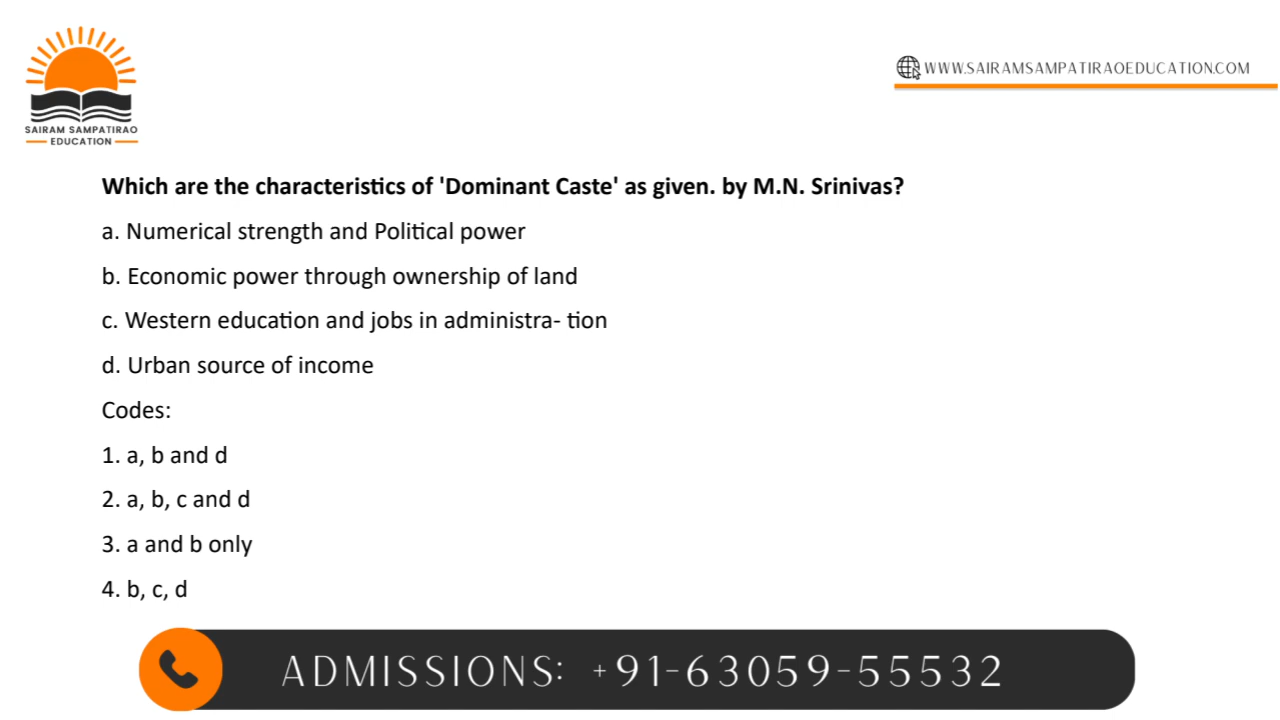 SAIRAM SAMPATIRAO
EDUCATION
WWW.SAIRAMSAMPATIRAOEDUCATION.COM
Which are the characteristics of 'Dominant Caste' as given. by M.N. Srinivas?
a. Numerical strength and Political power
b. Economic power through ownership of land
c. Western education and jobs in administra- tion
d. Urban source of income
Codes:
1. a, b and d
2. a, b, c and d
3. a and b only
4. b, c, d
ADMISSIONS: +91-63059-55532